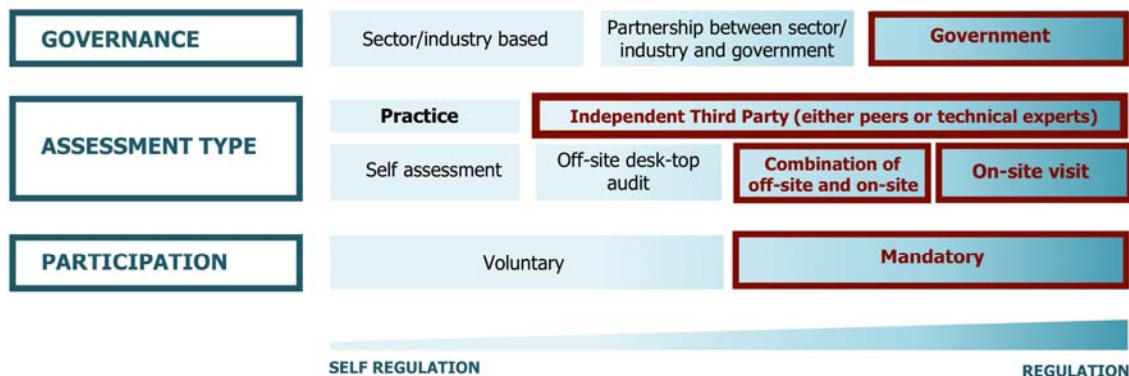 GOVERNANCE
Sector/industry based
Partnership between sector/
industry and government
Government
ASSESSMENT TYPE
Practice
Independent Third Party (either peers or technical experts)
Self assessment
Off-site desk-top
audit
Combination of
off-site and on-site
On-site visit
PARTICIPATION
Voluntary
Mandatory
SELF REGULATION
REGULATION